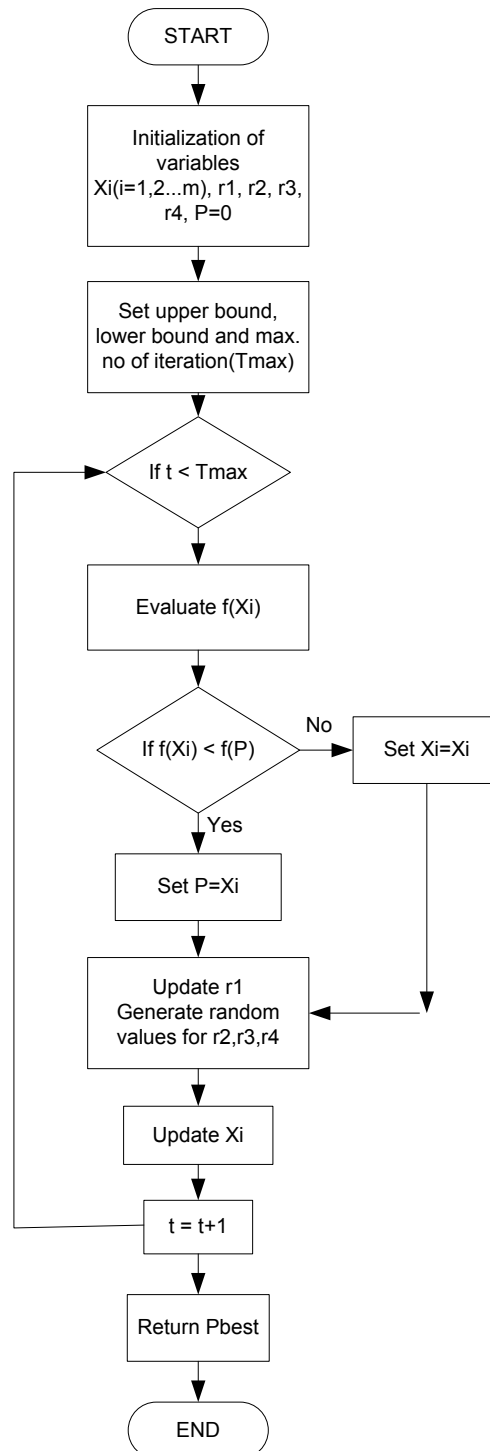 START
Initialization of
variables
Xi(i=1,2...m), r1, r2, r3,
r4, P=0
Set upper bound,
lower bound and max.
no of iteration(Tmax)
If t < Tmax
Evaluate f(Xi)
If f(Xi) < f(P)
No
Set Xi=Xi
Yes
Set P=Xi
Update r1
Generate random
values for r2,r3,r4
Update Xi
t = t+1
Return Pbest
END